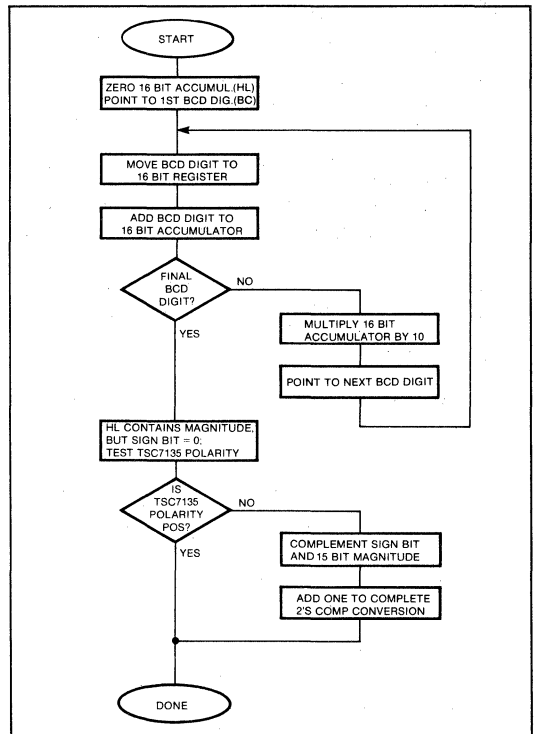 START
ZERO 16 BIT ACCUMUL.(HL)
POINT TO 1ST BCD DIG.(BC)
MOVE BCD DIGIT TO
16 BIT REGISTER
ADD BCD DIGIT TO
16 BIT ACCUMULATOR
FINAL
BCD
DIGIT?
NO
YES
MULTIPLY 16 BIT
ACCUMULATOR BY 10
POINT TO NEXT BCD DIGIT
HL CONTAINS MAGNITUDE,
BUT SIGN BIT = 0;
TEST TSC7135 POLARITY
IS
TSC7135
POLARITY
POS?
NO
YES
COMPLEMENT SIGN BIT
AND 15 BIT MAGNITUDE
ADD ONE TO COMPLETE
2'S COMP CONVERSION
DONE